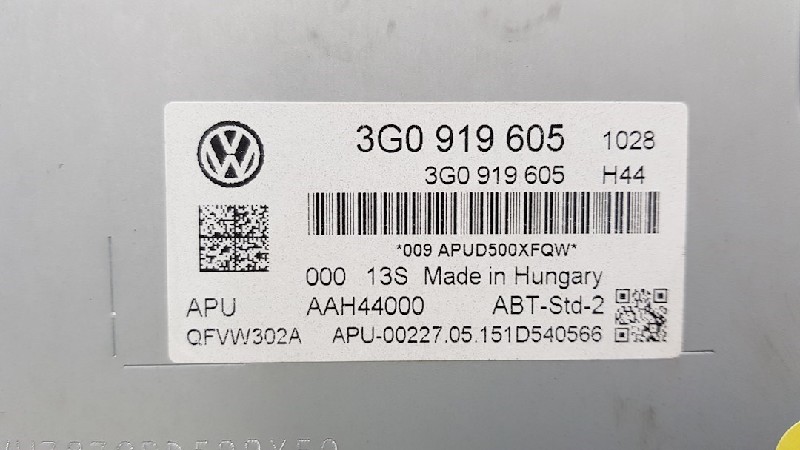 3G0 919 605 1028
3G0 919 605 H44
*009 APUD500XFQW*
000 13S Made in Hungary
APU AAH44000 ABT-Std-2
QFVW302A APU-00227.05.151D540566